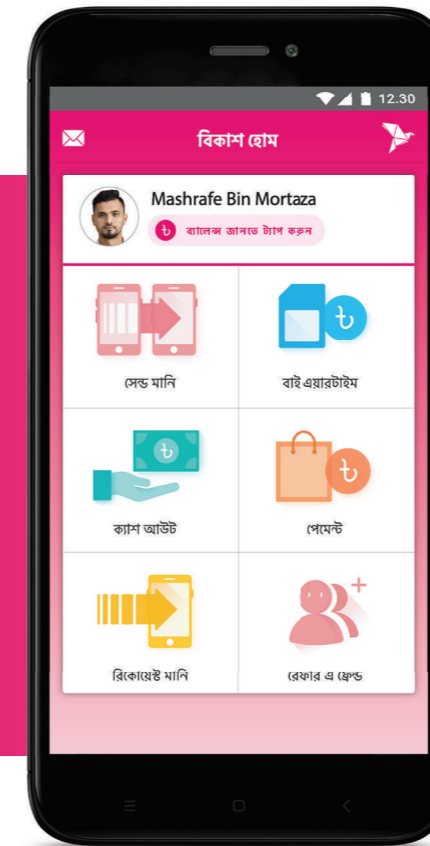 12.30
বিকাশ হোম
Mashrafe Bin Mortaza
৳ ব্যালেন্স জানতে ট্যাপ করুন
সেন্ড মানি
৳
বাই এয়ারটাইম
৳
ক্যাশ আউট
৳
পেমেন্ট
রিকোয়েস্ট মানি
রেফার এ ফ্রেন্ড